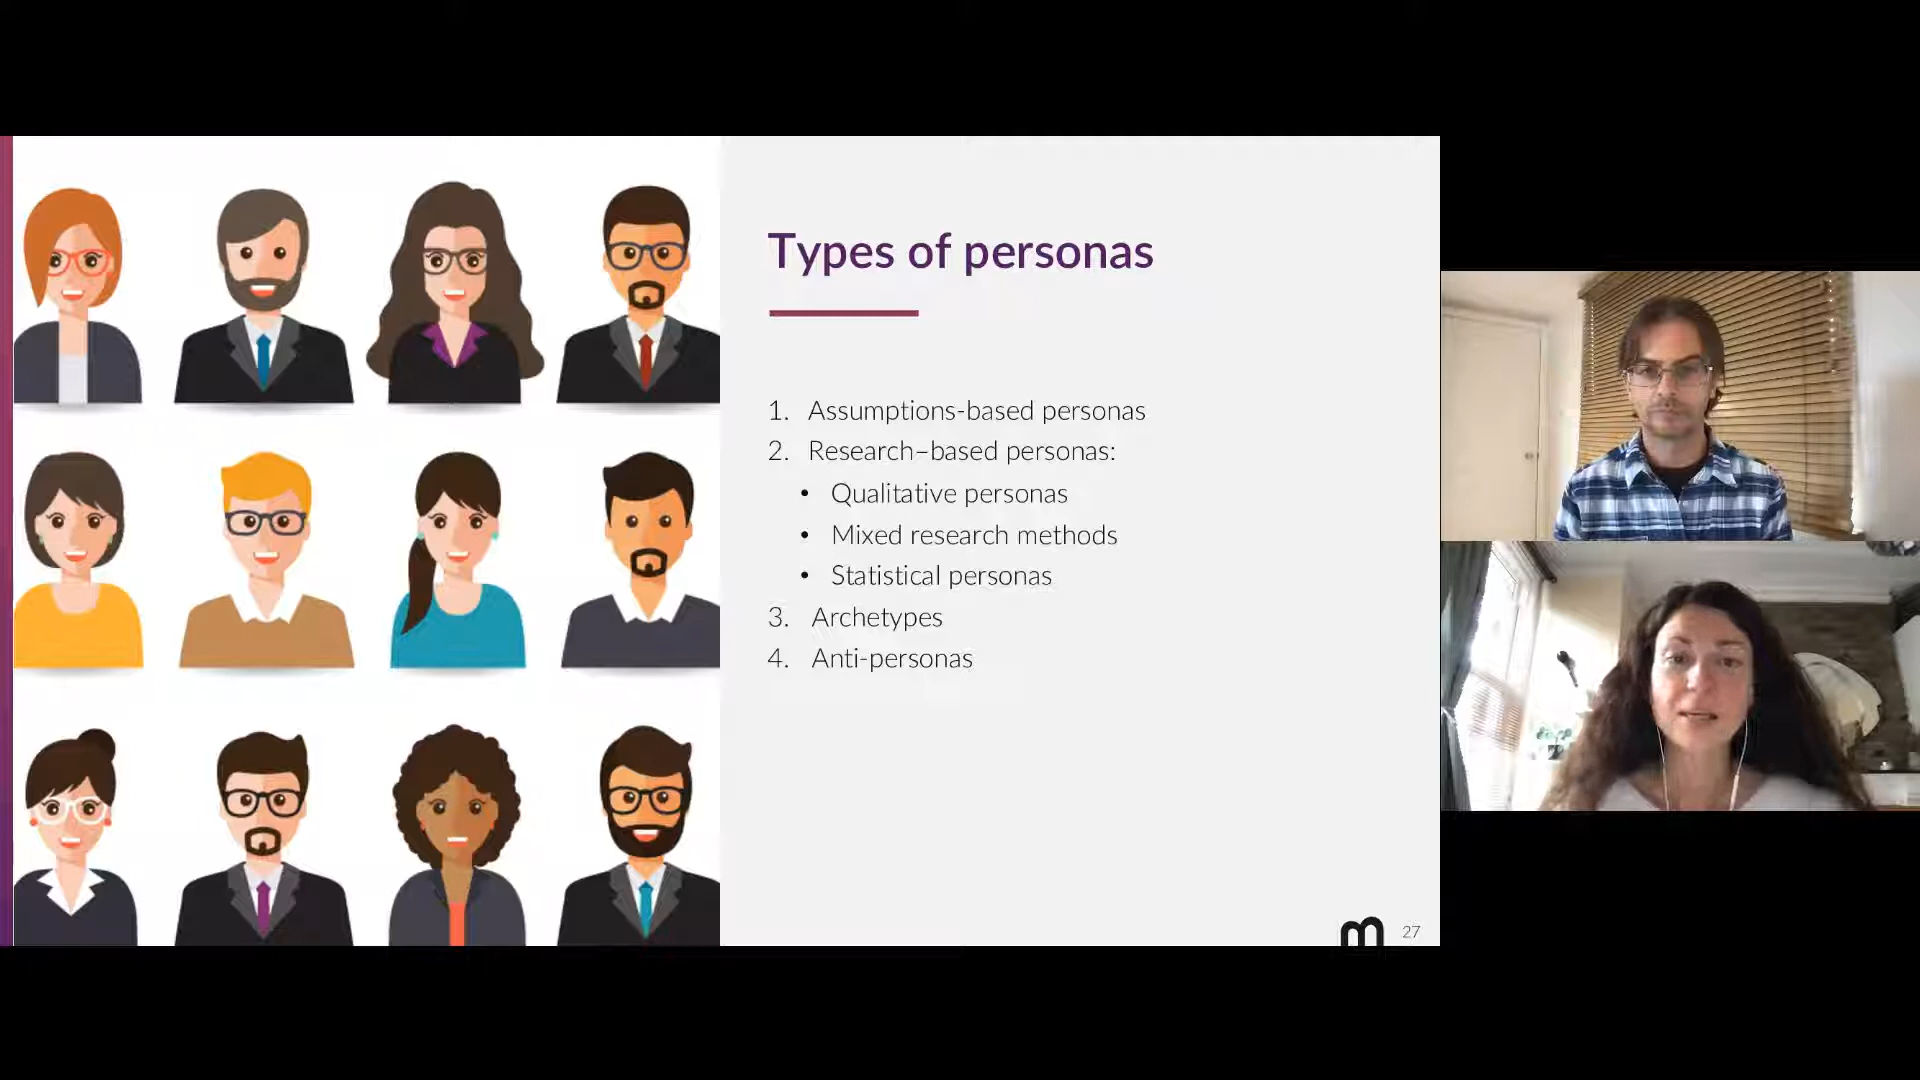 Types of personas
1. Assumptions-based personas
2. Research–based personas:
• Qualitative personas
• Mixed research methods
• Statistical personas
3. Archetypes
4. Anti-personas
m 27